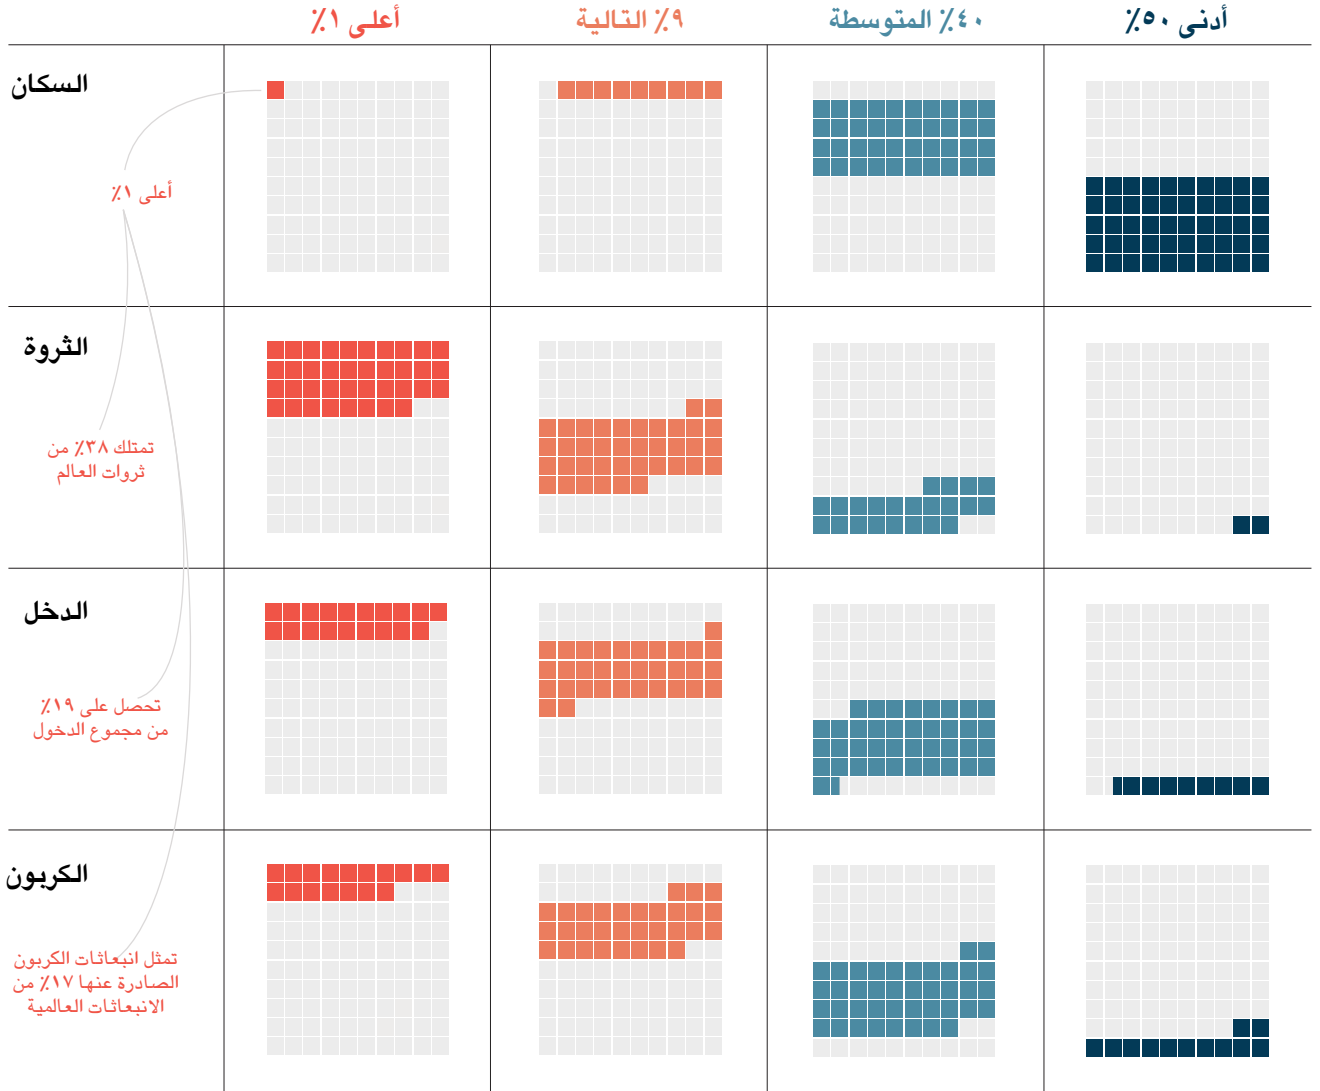 أعلى ١٪
٩٪ التالية
٤٠٪ المتوسطة
أدنى ٥٠٪
السكان
أعلى ١٪
الثروة
تمتلك ٣٨٪ من
ثروات العالم
الدخل
تحصل على ١٩٪
من مجموع الدخول
الكربون
تمثل انبعاثات الكربون
الصادرة عنها ١٧٪ من
الانبعاثات العالمية